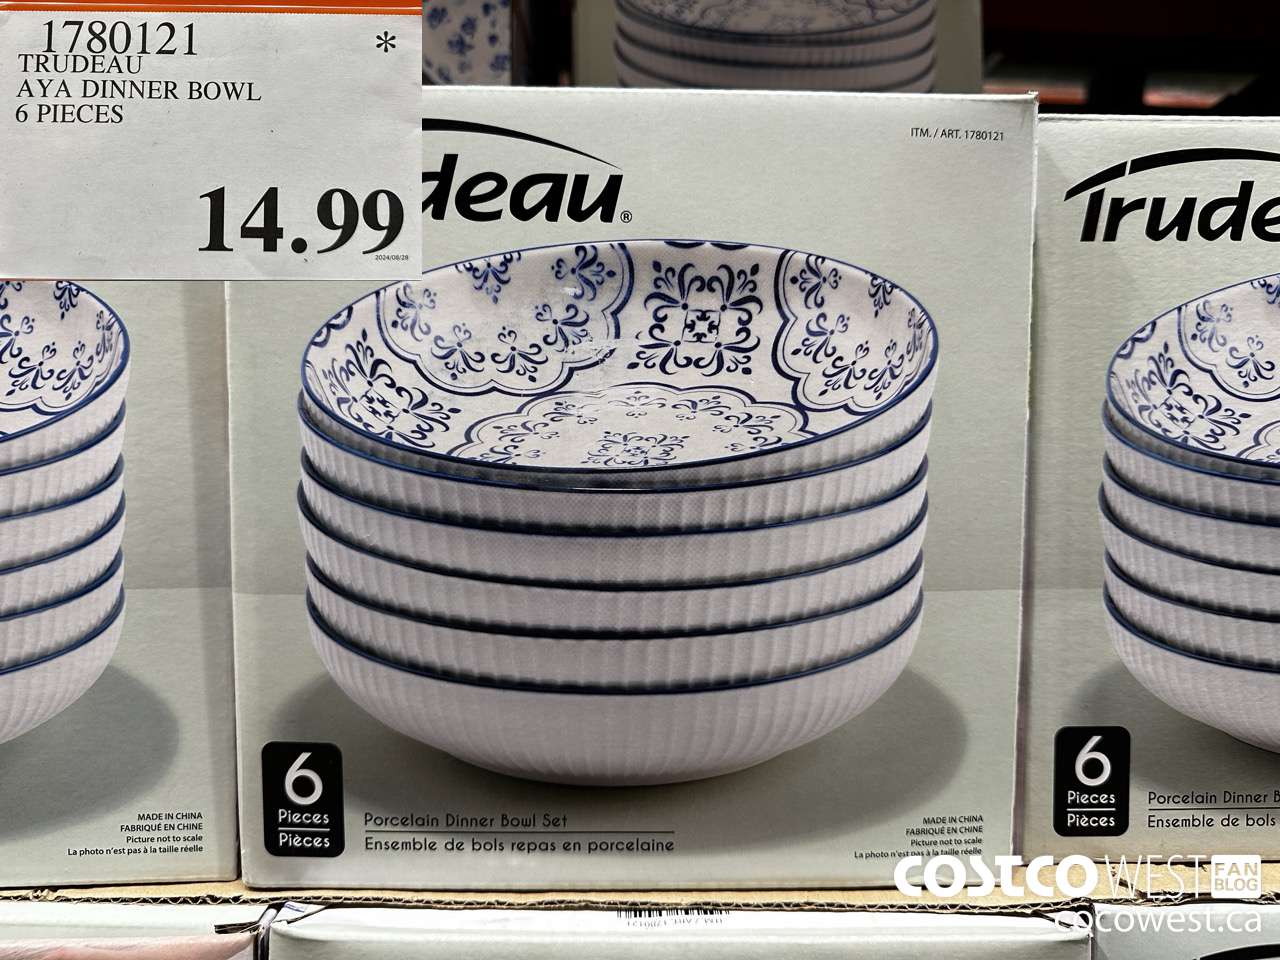 1780121 *
TRUDEAU
AYA DINNER BOWL
6 PIECES
14.99
2024/08/28
ITM. / ART. 1780121
deau®
Trude
6
Pieces
Pièces
Porcelain Dinner Bowl Set
Ensemble de bols repas en porcelaine
MADE IN CHINA
FABRIQUÉ EN CHINE
Picture not to scale
La photo n'est pas à la taille réelle
MADE IN CHINA
FABRIQUÉ EN CHINE
Picture not to scale
La photo n'est pas à la taille réelle
6
Pieces
Pièces
Porcelain Dinner B
Ensemble de bols
COSTCO WEST FAN BLOG
cocowest.ca
ITM. / ART. 1780121